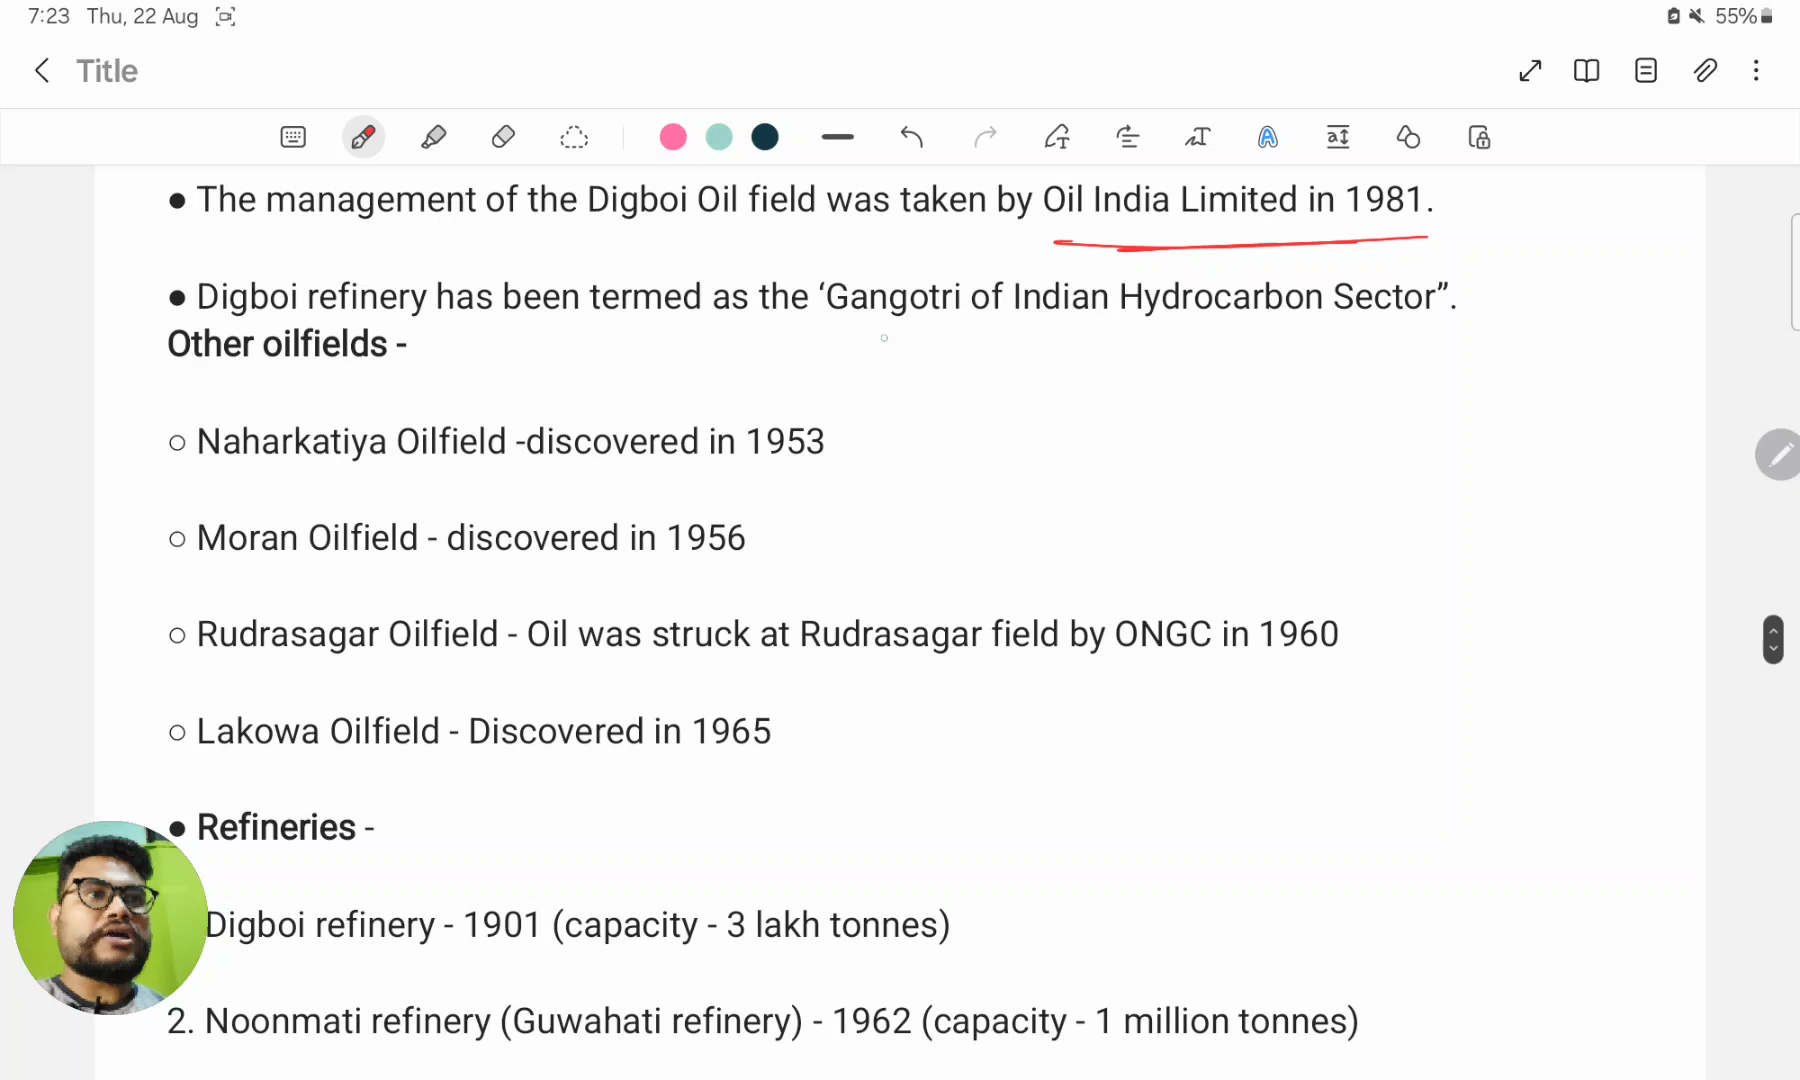 7:23 Thu, 22 Aug 55%
Title
● The management of the Digboi Oil field was taken by Oil India Limited in 1981.
● Digboi refinery has been termed as the ‘Gangotri of Indian Hydrocarbon Sector”.
Other oilfields -
○ Naharkatiya Oilfield -discovered in 1953
○ Moran Oilfield - discovered in 1956
○ Rudrasagar Oilfield - Oil was struck at Rudrasagar field by ONGC in 1960
○ Lakowa Oilfield - Discovered in 1965
● Refineries -
Digboi refinery - 1901 (capacity - 3 lakh tonnes)
2. Noonmati refinery (Guwahati refinery) - 1962 (capacity - 1 million tonnes)